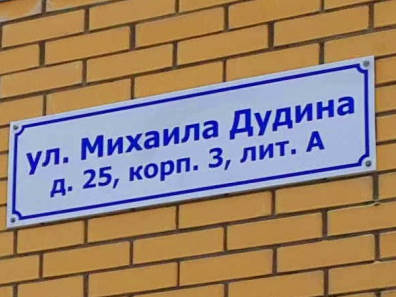 ул. Михаила Дудина
д. 25, корп. 3, лит. А